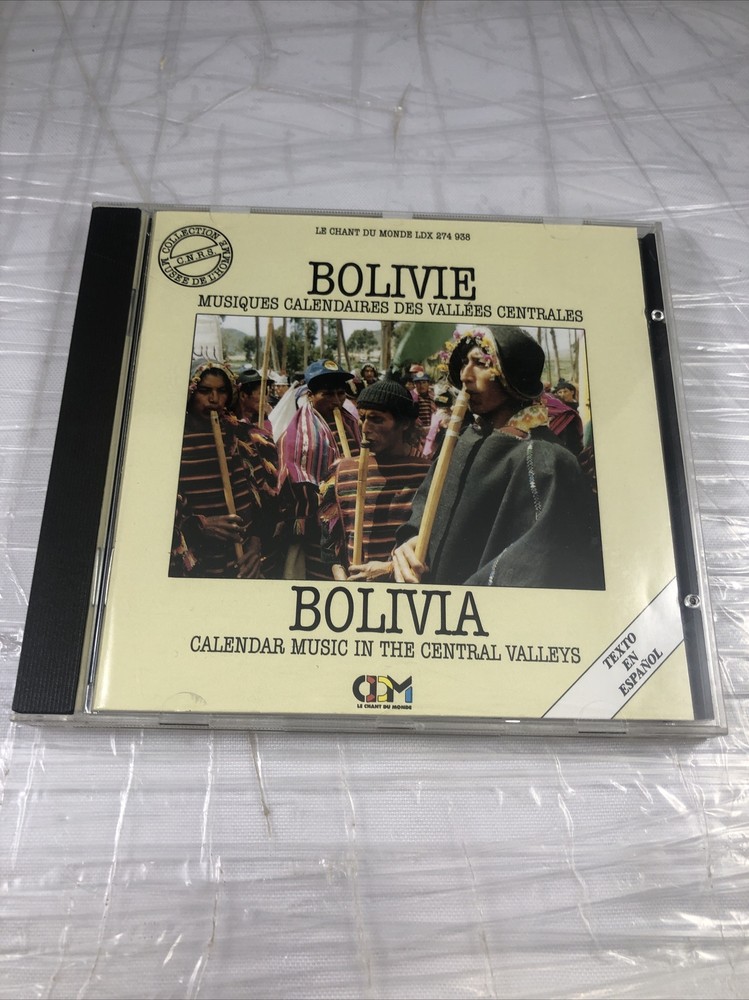 LE CHANT DU MONDE LDX 274 938
COLLECTION
C.N.R.S.
MUSÉE DE L'HOMME
BOLIVIE
MUSIQUES CALENDAIRES DES VALLÉES CENTRALES
BOLIVIA
CALENDAR MUSIC IN THE CENTRAL VALLEYS
TEXTO
EN
ESPAÑOL
CDM
LE CHANT DU MONDE